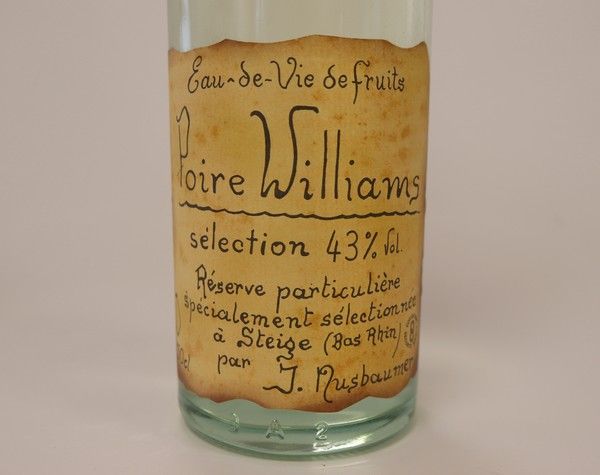 Eau-de-Vie de fruits
Poire Williams
sélection 43% Vol.
Réserve particulière
spécialement sélectionnée
à Steige (Bas Rhin)
par J. Nusbaumer
JA2